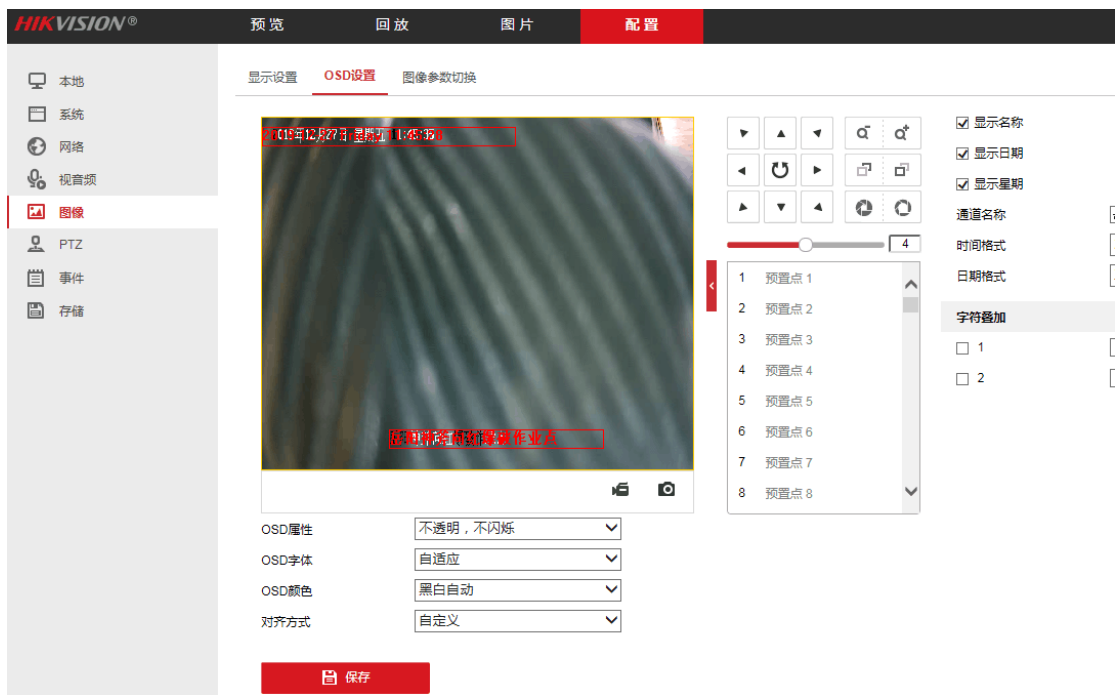 HIKVISION®
预览 回放 图片 配置
本地
系统
网络
视音频
图像
PTZ
事件
存储
显示设置 OSD设置 图像参数切换
4
1 预置点 1
2 预置点 2
3 预置点 3
4 预置点 4
5 预置点 5
6 预置点 6
7 预置点 7
8 预置点 8
显示名称
显示日期
显示星期
通道名称
时间格式
日期格式
字符叠加
1
2
OSD属性 不透明，不闪烁
OSD字体 自适应
OSD颜色 黑白自动
对齐方式 自定义
保存